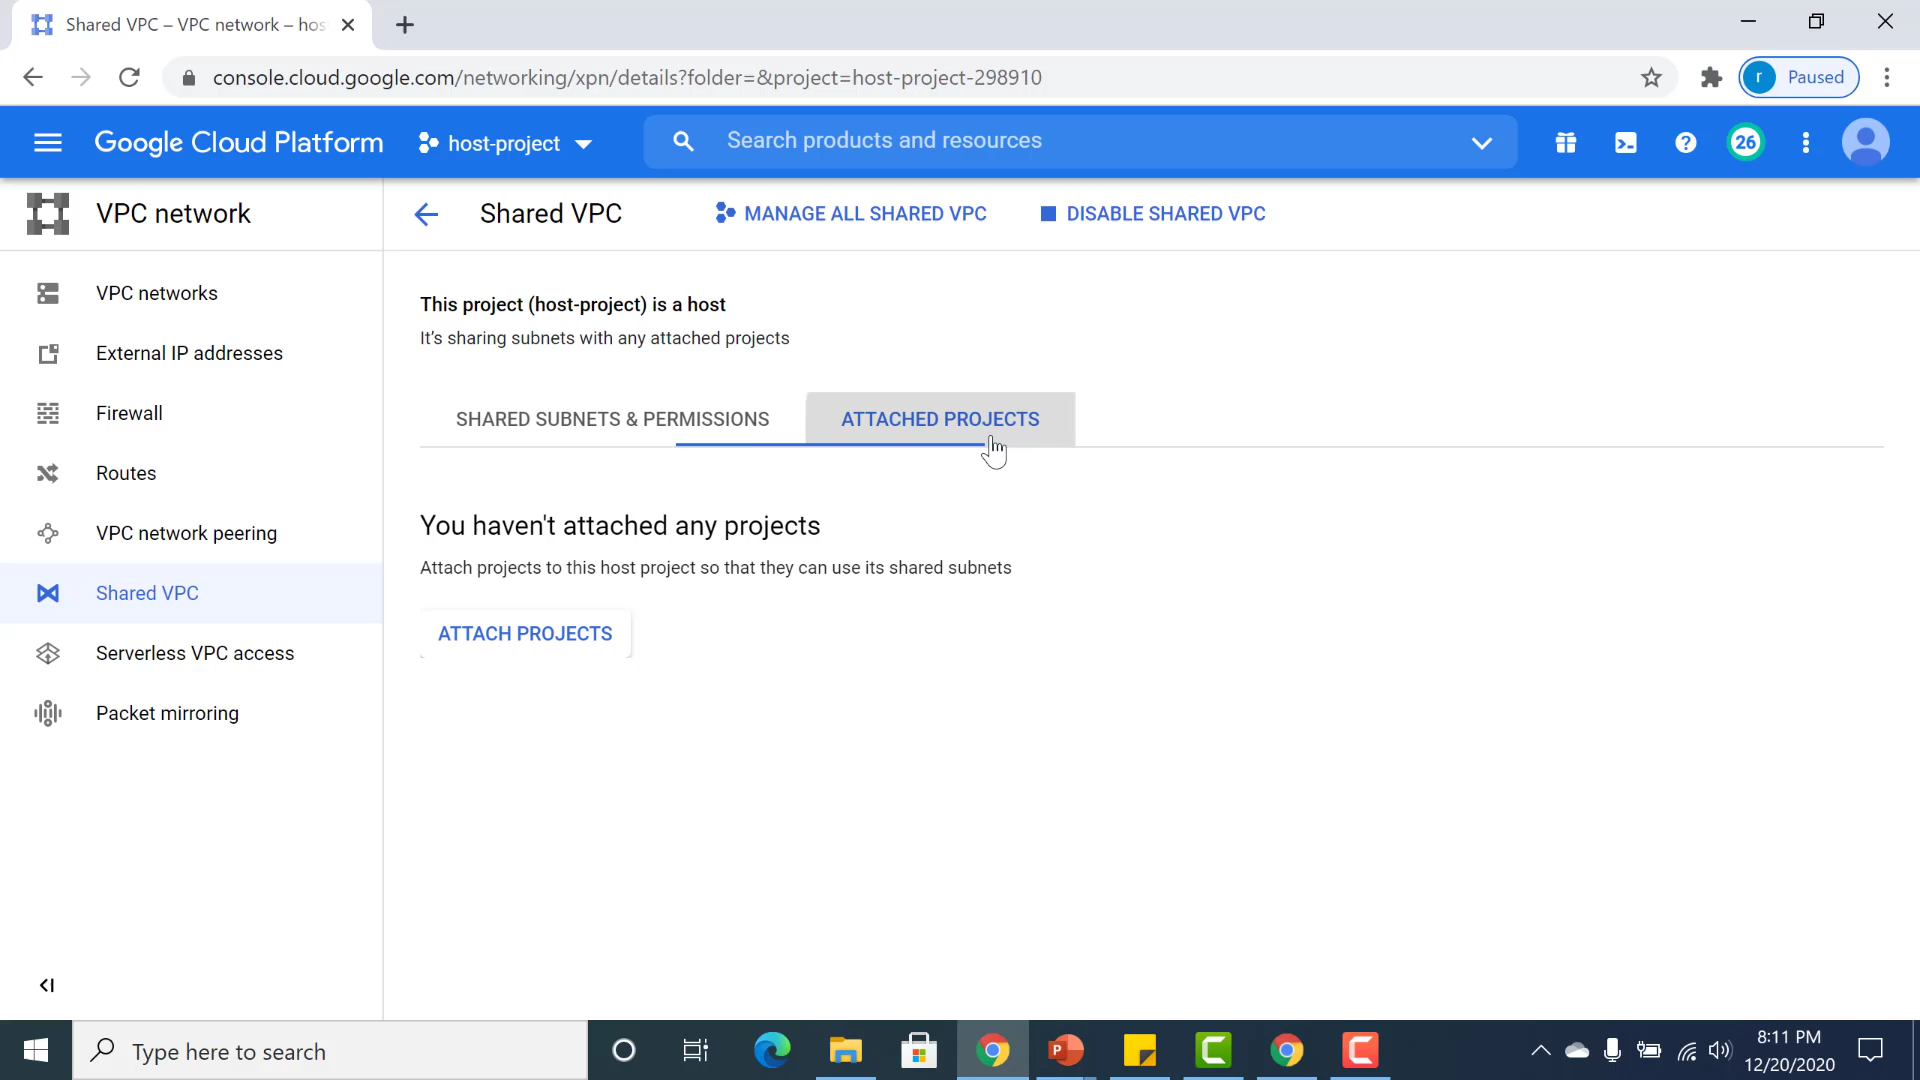 Shared VPC – VPC network – hos
console.cloud.google.com/networking/xpn/details?folder=&project=host-project-298910
r Paused
Google Cloud Platform
host-project
Search products and resources
26
VPC network
Shared VPC
MANAGE ALL SHARED VPC
DISABLE SHARED VPC
VPC networks
External IP addresses
Firewall
Routes
VPC network peering
Shared VPC
Serverless VPC access
Packet mirroring
This project (host-project) is a host
It's sharing subnets with any attached projects
SHARED SUBNETS & PERMISSIONS
ATTACHED PROJECTS
You haven't attached any projects
Attach projects to this host project so that they can use its shared subnets
ATTACH PROJECTS
Type here to search
8:11 PM
12/20/2020